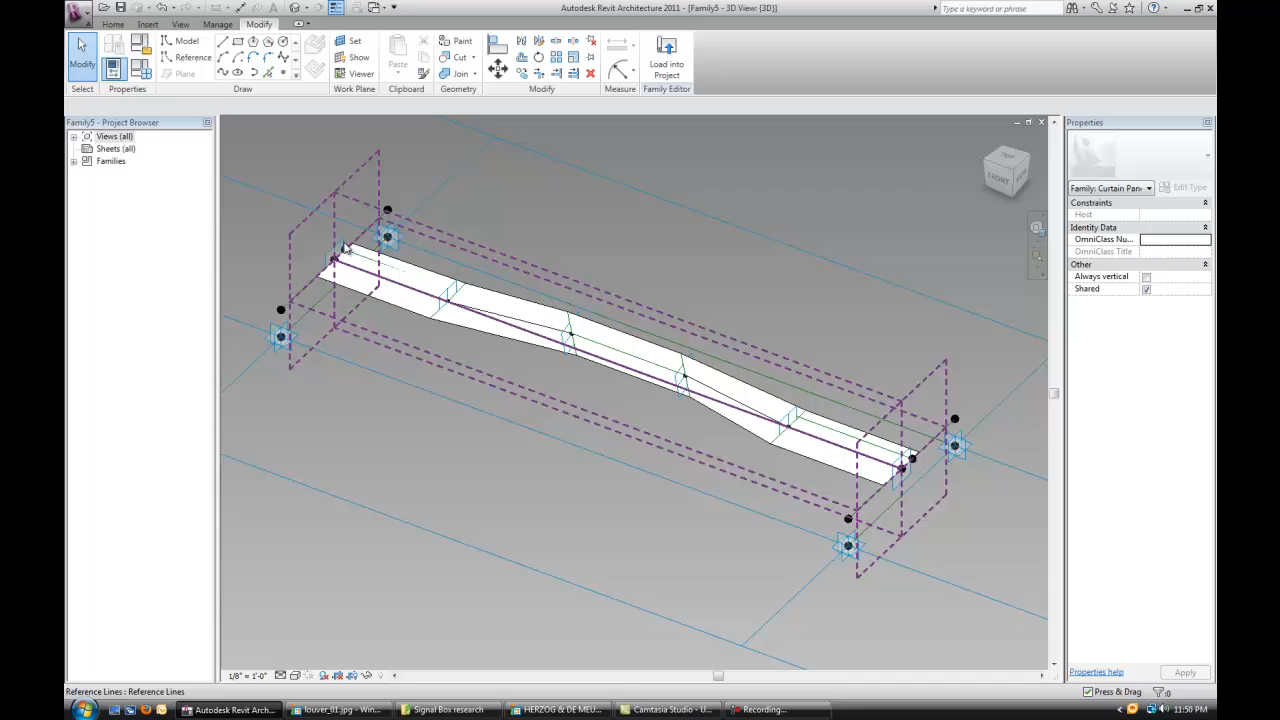 Autodesk Revit Architecture 2011 - [Family5 - 3D View: {3D}]
Type a keyword or phrase
Home Insert View Manage Modify
Modify
Model
Reference
Plane
Set
Show
Viewer
Paste
Paint
Cut
Join
Load into
Project
Select Properties Draw Work Plane Clipboard Geometry Modify Measure Family Editor
Family5 - Project Browser
Views (all)
Sheets (all)
Families
TOP
FRONT
Properties
Family: Curtain Pan
Edit Type
Constraints
Host
Identity Data
OmniClass Nu...
OmniClass Title
Other
Always vertical
Shared
Properties help
Apply
1/8" = 1'-0"
Reference Lines : Reference Lines
Press & Drag
:0
Autodesk Revit Arch...
louver_01.jpg - Win...
Signal Box research
HERZOG & DE MEU...
Camtasia Studio - U...
Recording...
11:50 PM